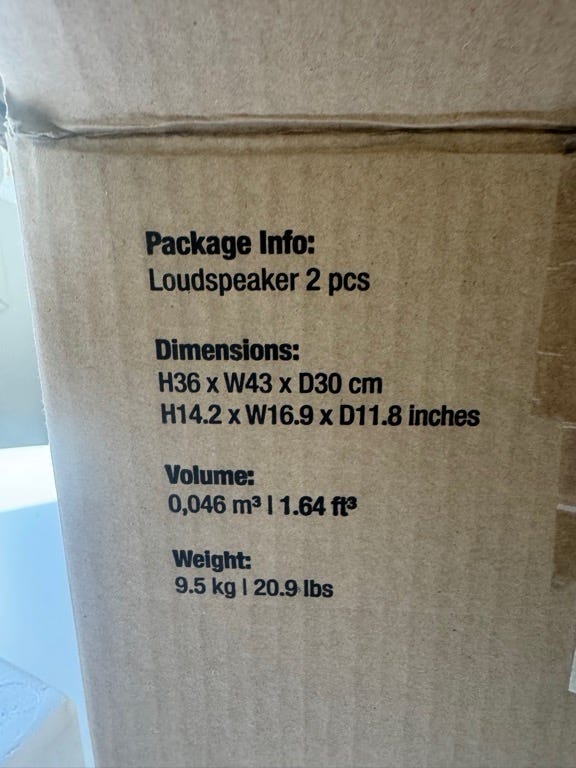 Package Info:
Loudspeaker 2 pcs
Dimensions:
H36 x W43 x D30 cm
H14.2 x W16.9 x D11.8 inches
Volume:
0,046 m³ | 1.64 ft³
Weight:
9.5 kg | 20.9 lbs